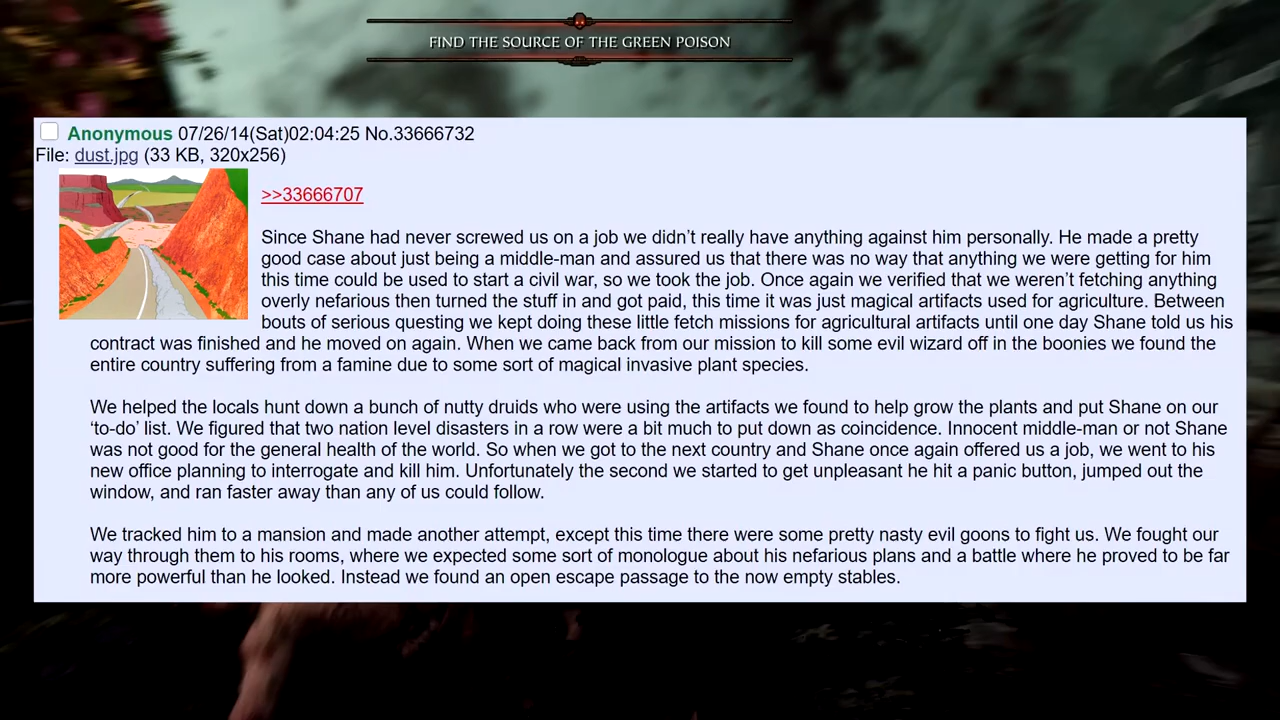 FIND THE SOURCE OF THE GREEN POISON
Anonymous 07/26/14(Sat)02:04:25 No.33666732
File: dust.jpg (33 KB, 320x256)
>>33666707
Since Shane had never screwed us on a job we didn’t really have anything against him personally. He made a pretty
good case about just being a middle-man and assured us that there was no way that anything we were getting for him
this time could be used to start a civil war, so we took the job. Once again we verified that we weren’t fetching anything
overly nefarious then turned the stuff in and got paid, this time it was just magical artifacts used for agriculture. Between
bouts of serious questing we kept doing these little fetch missions for agricultural artifacts until one day Shane told us his
contract was finished and he moved on again. When we came back from our mission to kill some evil wizard off in the boonies we found the
entire country suffering from a famine due to some sort of magical invasive plant species.
We helped the locals hunt down a bunch of nutty druids who were using the artifacts we found to help grow the plants and put Shane on our
‘to-do’ list. We figured that two nation level disasters in a row were a bit much to put down as coincidence. Innocent middle-man or not Shane
was not good for the general health of the world. So when we got to the next country and Shane once again offered us a job, we went to his
new office planning to interrogate and kill him. Unfortunately the second we started to get unpleasant he hit a panic button, jumped out the
window, and ran faster away than any of us could follow.
We tracked him to a mansion and made another attempt, except this time there were some pretty nasty evil goons to fight us. We fought our
way through them to his rooms, where we expected some sort of monologue about his nefarious plans and a battle where he proved to be far
more powerful than he looked. Instead we found an open escape passage to the now empty stables.